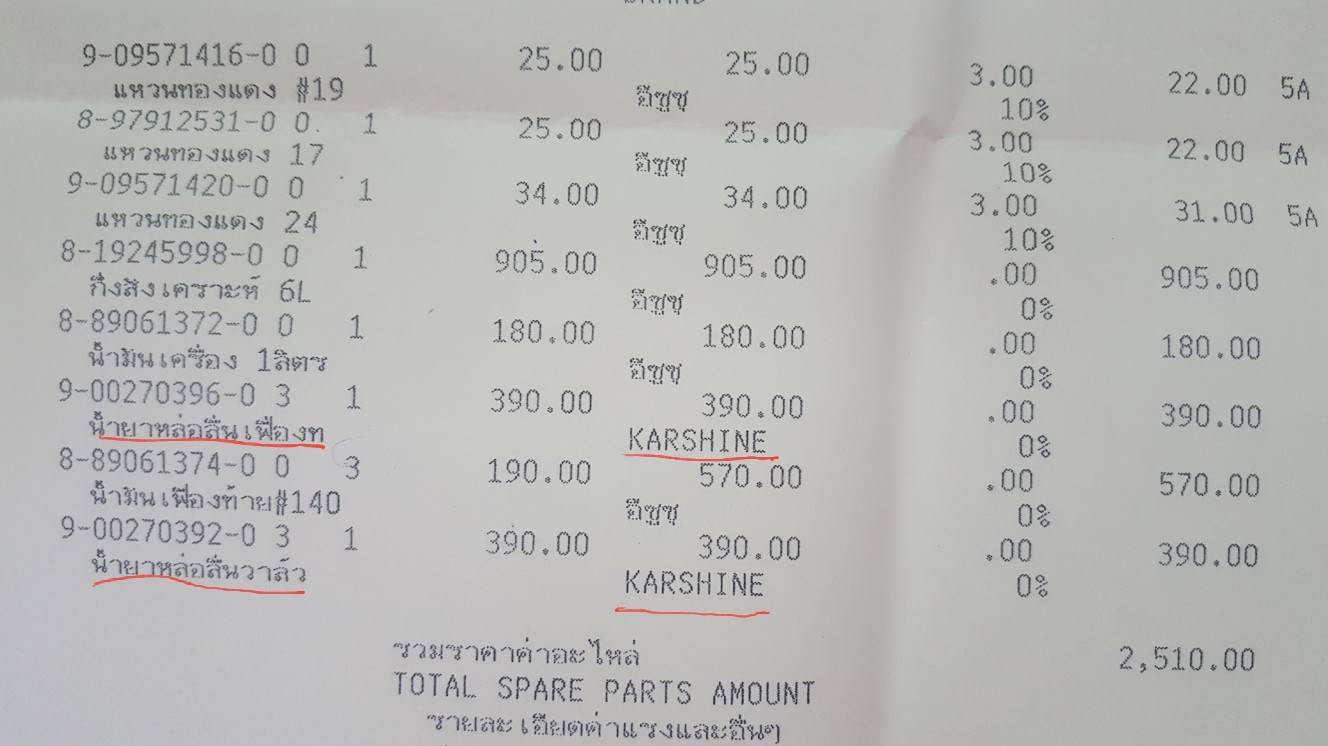 BRAND
9-09571416-0 0 1 25.00 25.00 3.00 22.00 5A
แหวนทองแดง #19 อีซูซุ 10%
8-97912531-0 0. 1 25.00 25.00 3.00 22.00 5A
แหวนทองแดง 17 อีซูซุ 10%
9-09571420-0 0 1 34.00 34.00 3.00 31.00 5A
แหวนทองแดง 24 อีซูซุ 10%
8-19245998-0 0 1 905.00 905.00 .00 905.00
กึ่งสังเคราะห์ 6L อีซูซุ 0%
8-89061372-0 0 1 180.00 180.00 .00 180.00
น้ำมันเครื่อง 1ลิตร อีซูซุ 0%
9-00270396-0 3 1 390.00 390.00 .00 390.00
น้ำยาหล่อลื่นเฟืองท KARSHINE 0%
8-89061374-0 0 3 190.00 570.00 .00 570.00
น้ำมันเฟืองท้าย#140 อีซูซุ 0%
9-00270392-0 3 1 390.00 390.00 .00 390.00
น้ำยาหล่อลื่นวาล์ว KARSHINE 0%
รวมราคาค่าอะไหล่ 2,510.00
TOTAL SPARE PARTS AMOUNT
รายละเอียดค่าแรงและอื่นๆ